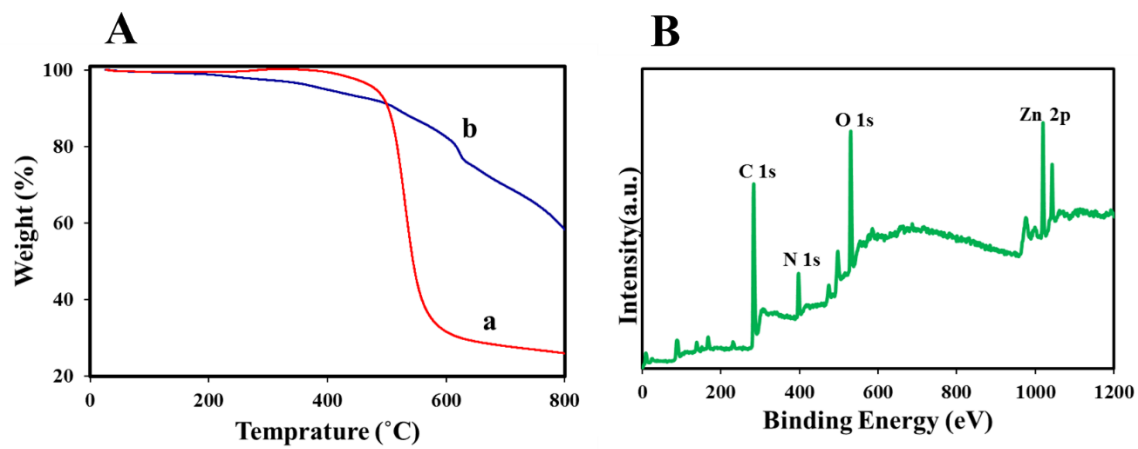 A
100
80
60
40
20
0
200
400
600
800
Weight (%)
Temprature (˚C)
a
b
B
C 1s
N 1s
O 1s
Zn 2p
Intensity(a.u.)
0
200
400
600
800
1000
1200
Binding Energy (eV)